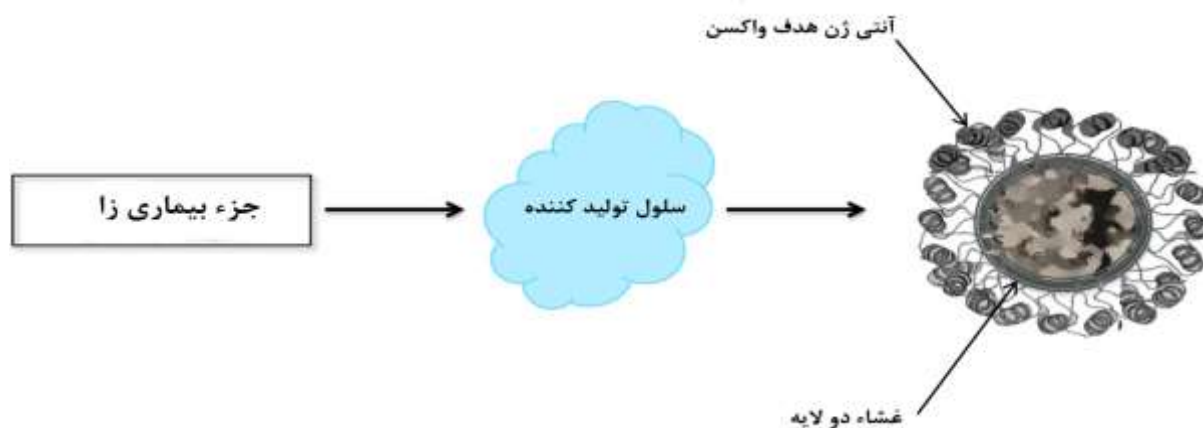 آنتی ژن هدف واکسن
جزء بیماری زا
سلول تولید کننده
غشاء دو لایه